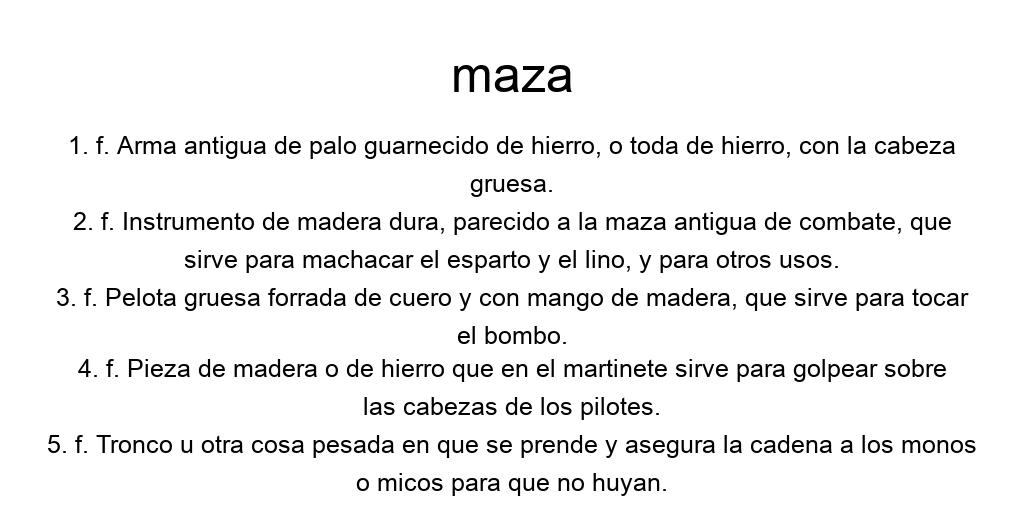 maza
1. f. Arma antigua de palo guarnecido de hierro, o toda de hierro, con la cabeza
gruesa.
2. f. Instrumento de madera dura, parecido a la maza antigua de combate, que
sirve para machacar el esparto y el lino, y para otros usos.
3. f. Pelota gruesa forrada de cuero y con mango de madera, que sirve para tocar
el bombo.
4. f. Pieza de madera o de hierro que en el martinete sirve para golpear sobre
las cabezas de los pilotes.
5. f. Tronco u otra cosa pesada en que se prende y asegura la cadena a los monos
o micos para que no huyan.